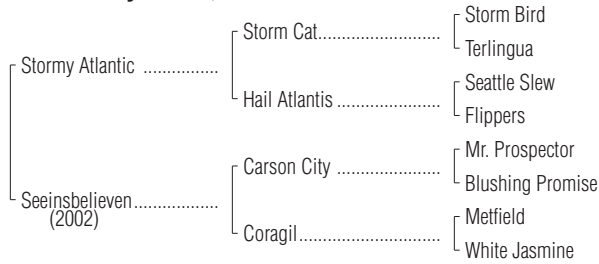 Storm Bird
Storm Cat....................
Terlingua
Stormy Atlantic ...............
Seattle Slew
Hail Atlantis .................
Flippers
Mr. Prospector
Carson City .................
Blushing Promise
Seeinsbelieven.................
(2002)
Metfield
Coragil.......................
White Jasmine